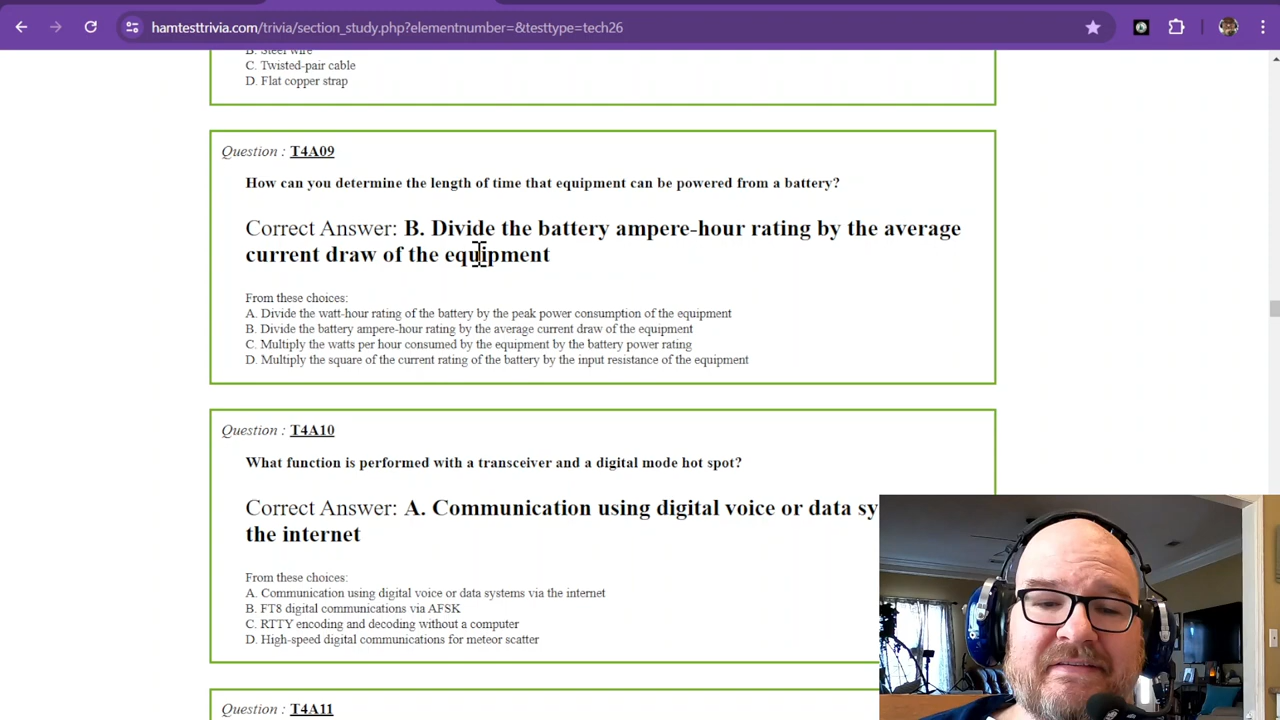 hamtesttrivia.com/trivia/section_study.php?elementnumber=&testtype=tech26
B. Steel wire
C. Twisted-pair cable
D. Flat copper strap
Question : T4A09
How can you determine the length of time that equipment can be powered from a battery?
Correct Answer: B. Divide the battery ampere-hour rating by the average
current draw of the equipment
From these choices:
A. Divide the watt-hour rating of the battery by the peak power consumption of the equipment
B. Divide the battery ampere-hour rating by the average current draw of the equipment
C. Multiply the watts per hour consumed by the equipment by the battery power rating
D. Multiply the square of the current rating of the battery by the input resistance of the equipment
Question : T4A10
What function is performed with a transceiver and a digital mode hot spot?
Correct Answer: A. Communication using digital voice or data sy
the internet
From these choices:
A. Communication using digital voice or data systems via the internet
B. FT8 digital communications via AFSK
C. RTTY encoding and decoding without a computer
D. High-speed digital communications for meteor scatter
Question : T4A11